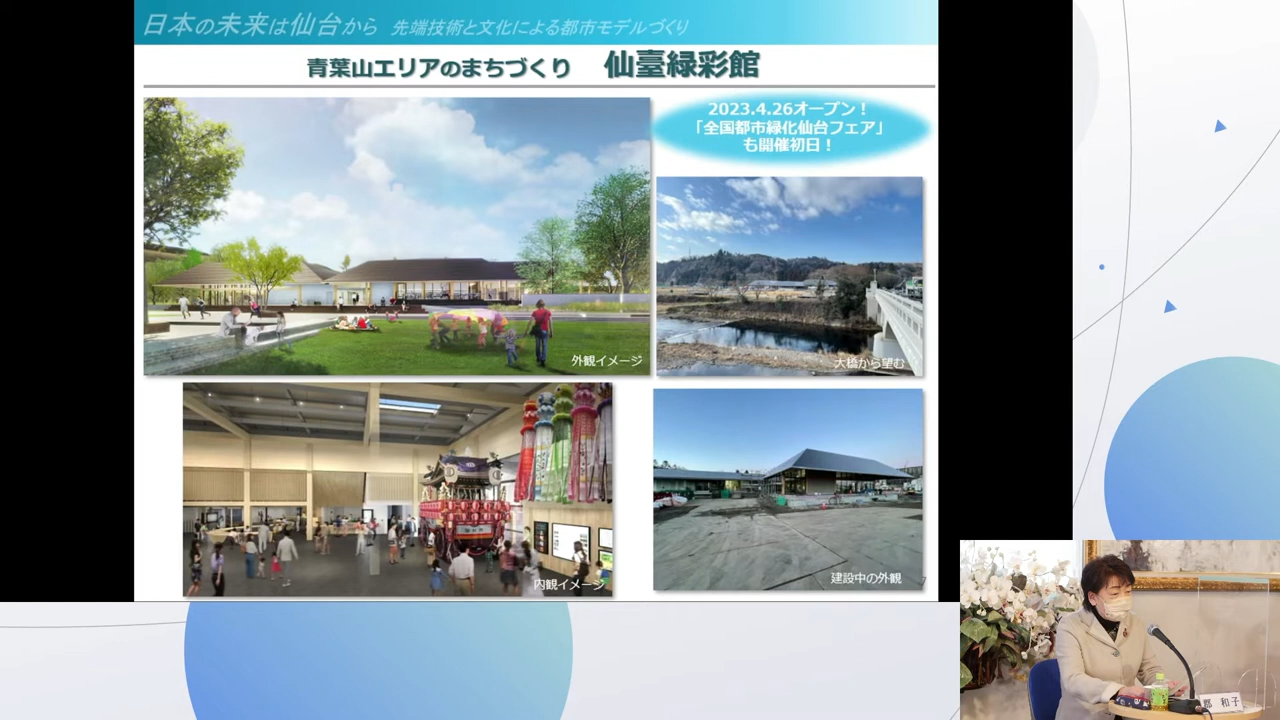 日本の未来は仙台から 先端技術と文化による都市モデルづくり
青葉山エリアのまちづくり 仙臺緑彩館
2023.4.26オープン！
「全国都市緑化仙台フェア」
も開催初日！
外観イメージ
大橋から望む
内観イメージ
建設中の外観
郡 和子